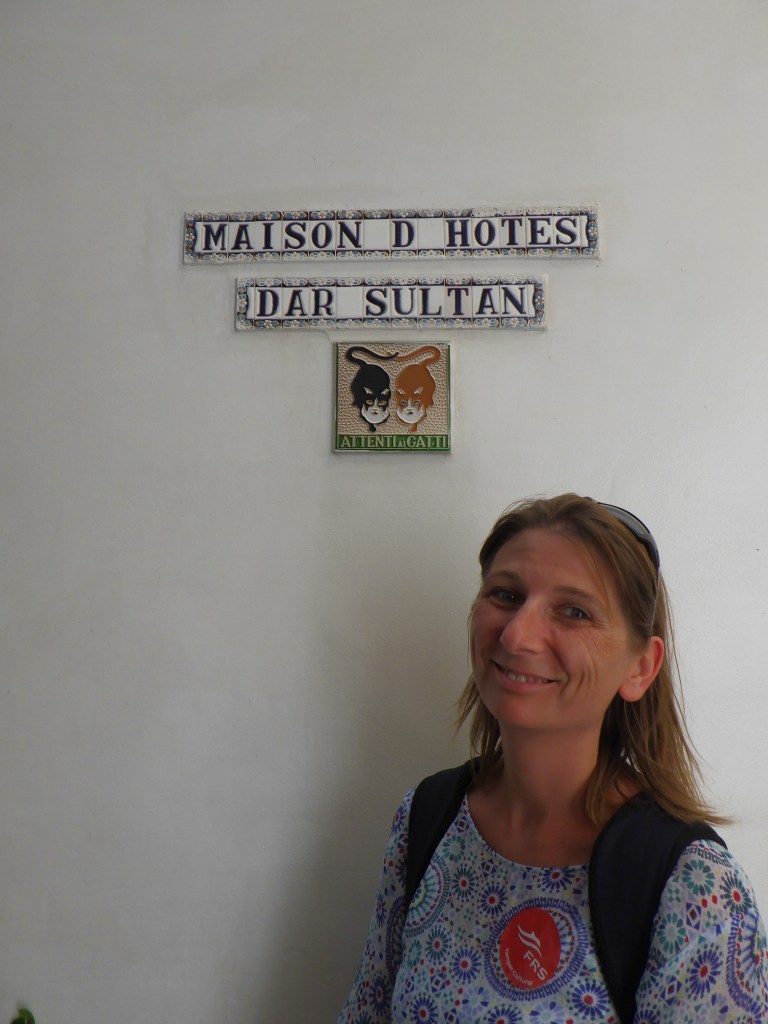 MAISON D HOTES
DAR SULTAN
ATTENTI AI GATTI
FRS